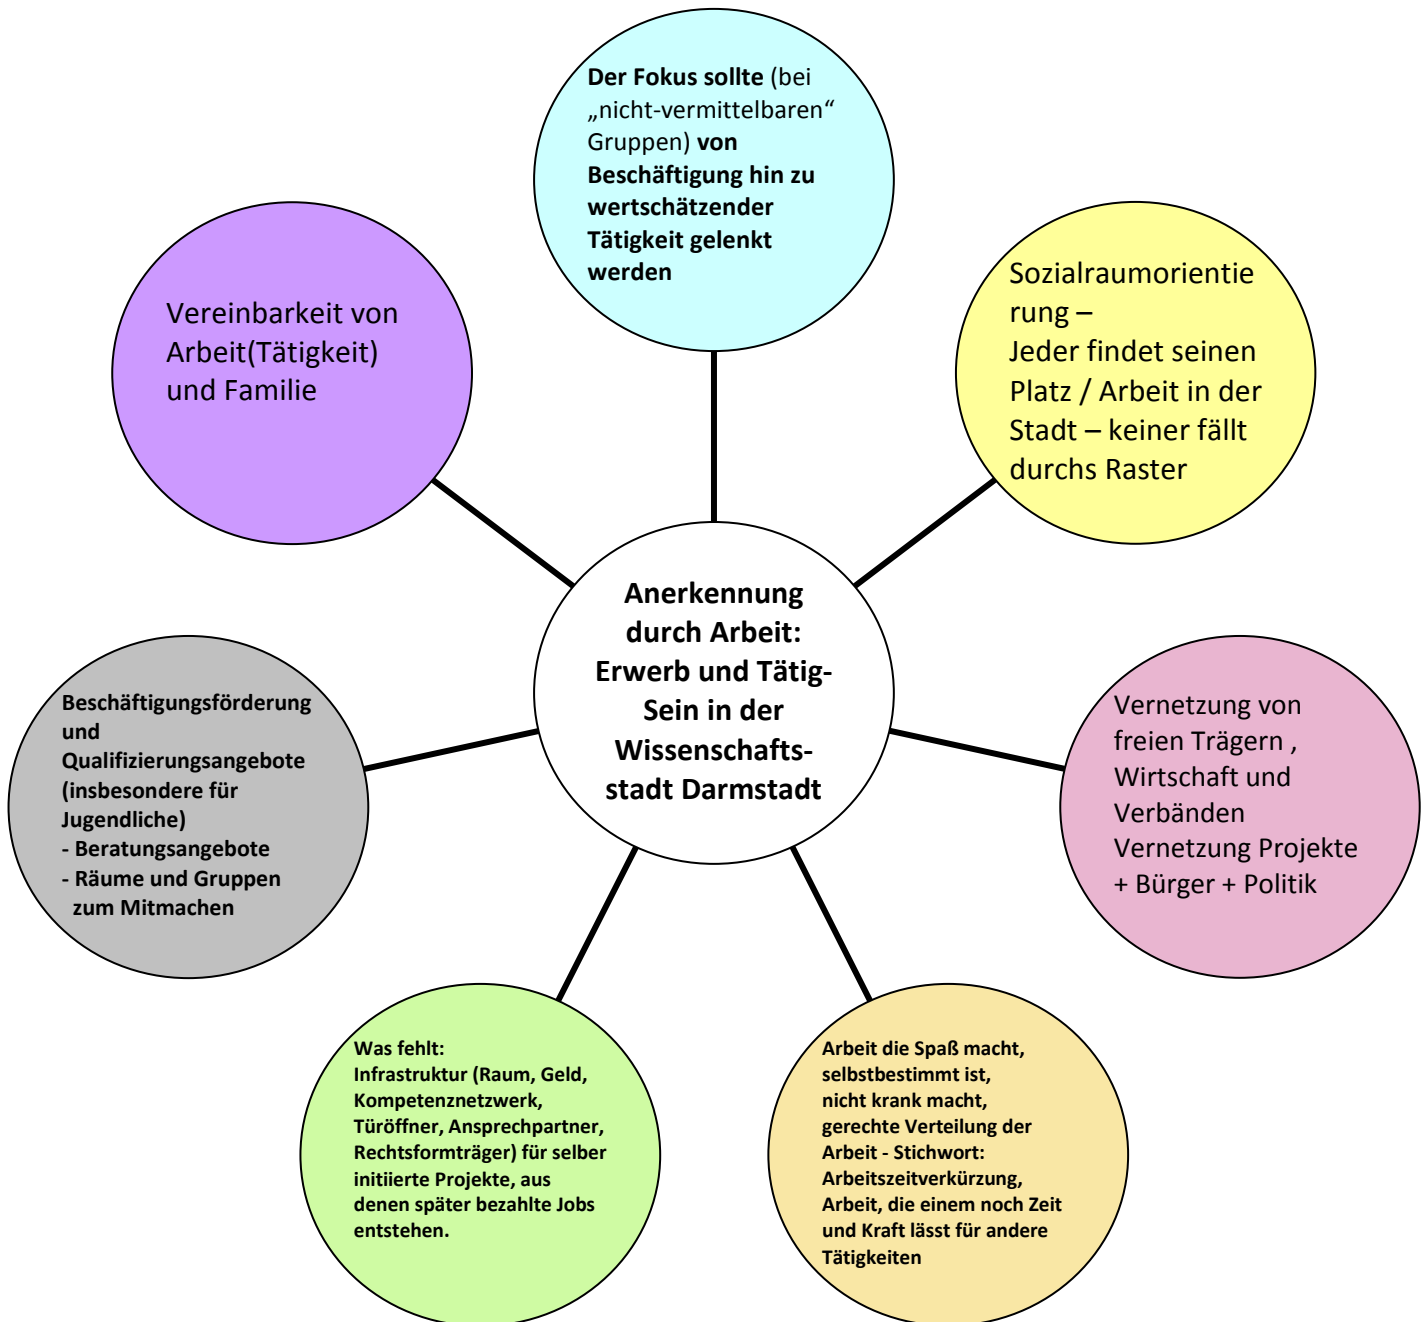 Der Fokus sollte (bei
„nicht-vermittelbaren“
Gruppen) von
Beschäftigung hin zu
wertschätzender
Tätigkeit gelenkt
werden
Sozialraumorientie
rung –
Jeder findet seinen
Platz / Arbeit in der
Stadt – keiner fällt
durchs Raster
Vereinbarkeit von
Arbeit(Tätigkeit)
und Familie
Anerkennung
durch Arbeit:
Erwerb und Tätig-
Sein in der
Wissenschafts-
stadt Darmstadt
Beschäftigungsförderung
und
Qualifizierungsangebote
(insbesondere für
Jugendliche)
- Beratungsangebote
- Räume und Gruppen
zum Mitmachen
Vernetzung von
freien Trägern ,
Wirtschaft und
Verbänden
Vernetzung Projekte
+ Bürger + Politik
Was fehlt:
Infrastruktur (Raum, Geld,
Kompetenznetzwerk,
Türöffner, Ansprechpartner,
Rechtsformträger) für selber
initiierte Projekte, aus
denen später bezahlte Jobs
entstehen.
Arbeit die Spaß macht,
selbstbestimmt ist,
nicht krank macht,
gerechte Verteilung der
Arbeit - Stichwort:
Arbeitszeitverkürzung,
Arbeit, die einem noch Zeit
und Kraft lässt für andere
Tätigkeiten